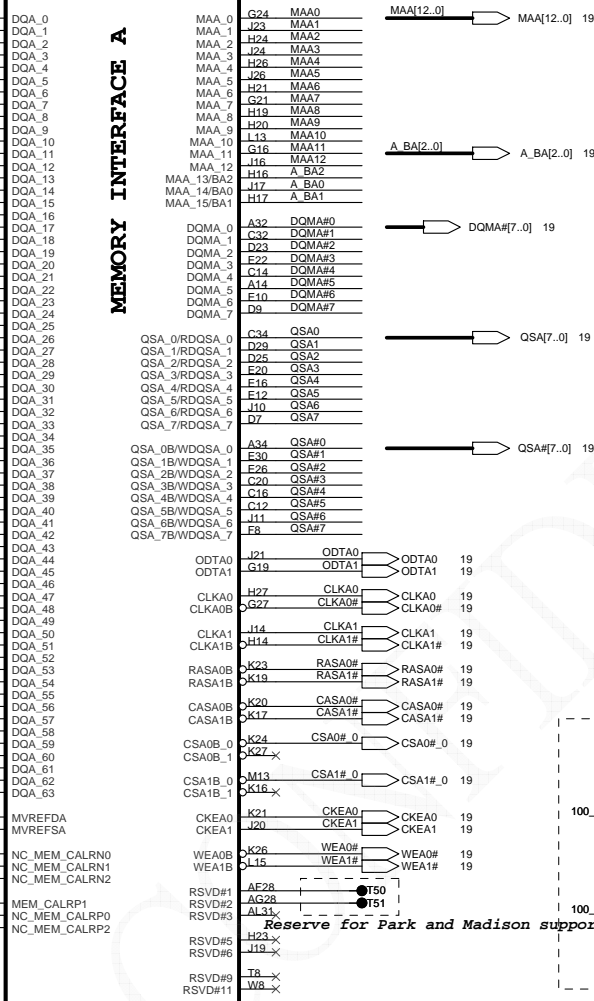 DQA_0 MAA_0 G24 MAA0 MAA[12..0] MAA[12..0] 19
DQA_1 MAA_1 J23 MAA1
DQA_2 MAA_2 H24 MAA2
DQA_3 MAA_3 J24 MAA3
DQA_4 MAA_4 H26 MAA4
DQA_5 MAA_5 J26 MAA5
DQA_6 MAA_6 H21 MAA6
DQA_7 MAA_7 G21 MAA7
DQA_8 MAA_8 H19 MAA8
DQA_9 MAA_9 H20 MAA9
DQA_10 MAA_10 L13 MAA10
DQA_11 MAA_11 G16 MAA11 A_BA[2..0] A_BA[2..0] 19
DQA_12 MAA_12 J16 MAA12
DQA_13 MAA_13/BA2 H16 A_BA2
DQA_14 MAA_14/BA0 J17 A_BA0
DQA_15 MAA_15/BA1 H17 A_BA1
MEMORY INTERFACE A
DQA_16
DQA_17 DQMA_0 A32 DQMA#0 DQMA#[7..0] 19
DQA_18 DQMA_1 C32 DQMA#1
DQA_19 DQMA_2 D23 DQMA#2
DQA_20 DQMA_3 E22 DQMA#3
DQA_21 DQMA_4 C14 DQMA#4
DQA_22 DQMA_5 A14 DQMA#5
DQA_23 DQMA_6 E10 DQMA#6
DQA_24 DQMA_7 D9 DQMA#7
DQA_25
DQA_26 QSA_0/RDQSA_0 C34 QSA0 QSA[7..0] 19
DQA_27 QSA_1/RDQSA_1 D29 QSA1
DQA_28 QSA_2/RDQSA_2 D25 QSA2
DQA_29 QSA_3/RDQSA_3 E20 QSA3
DQA_30 QSA_4/RDQSA_4 E16 QSA4
DQA_31 QSA_5/RDQSA_5 E12 QSA5
DQA_32 QSA_6/RDQSA_6 J10 QSA6
DQA_33 QSA_7/RDQSA_7 D7 QSA7
DQA_34
DQA_35 QSA_0B/WDQSA_0 A34 QSA#0 QSA#[7..0] 19
DQA_36 QSA_1B/WDQSA_1 E30 QSA#1
DQA_37 QSA_2B/WDQSA_2 E26 QSA#2
DQA_38 QSA_3B/WDQSA_3 C20 QSA#3
DQA_39 QSA_4B/WDQSA_4 C16 QSA#4
DQA_40 QSA_5B/WDQSA_5 C12 QSA#5
DQA_41 QSA_6B/WDQSA_6 J11 QSA#6
DQA_42 QSA_7B/WDQSA_7 F8 QSA#7
DQA_43
DQA_44 ODTA0 J21 ODTA0 ODTA0 19
DQA_45 ODTA1 G19 ODTA1 ODTA1 19
DQA_46
DQA_47 CLKA0 H27 CLKA0 CLKA0 19
DQA_48 CLKA0B G27 CLKA0# CLKA0# 19
DQA_49
DQA_50 CLKA1 J14 CLKA1 CLKA1 19
DQA_51 CLKA1B H14 CLKA1# CLKA1# 19
DQA_52
DQA_53 RASA0B K23 RASA0# RASA0# 19
DQA_54 RASA1B K19 RASA1# RASA1# 19
DQA_55
DQA_56 CASA0B K20 CASA0# CASA0# 19
DQA_57 CASA1B K17 CASA1# CASA1# 19
DQA_58
DQA_59 CSA0B_0 K24 CSA0#_0 CSA0#_0 19
DQA_60 CSA0B_1 K27
DQA_61
DQA_62 CSA1B_0 M13 CSA1#_0 CSA1#_0 19
DQA_63 CSA1B_1 K16
MVREFDA CKEA0 K21 CKEA0 CKEA0 19
MVREFSA CKEA1 J20 CKEA1 CKEA1 19
100_
NC_MEM_CALRN0 WEA0B K26 WEA0# WEA0# 19
NC_MEM_CALRN1 WEA1B L15 WEA1# WEA1# 19
NC_MEM_CALRN2
MEM_CALRP1 RSVD#1 AF28 T50
NC_MEM_CALRP0 RSVD#2 AG28 T51
NC_MEM_CALRP2 RSVD#3 AL31
100_
Reserve for Park and Madison suppor
RSVD#5 H23
RSVD#6 J19
RSVD#9 T8
RSVD#11 W8